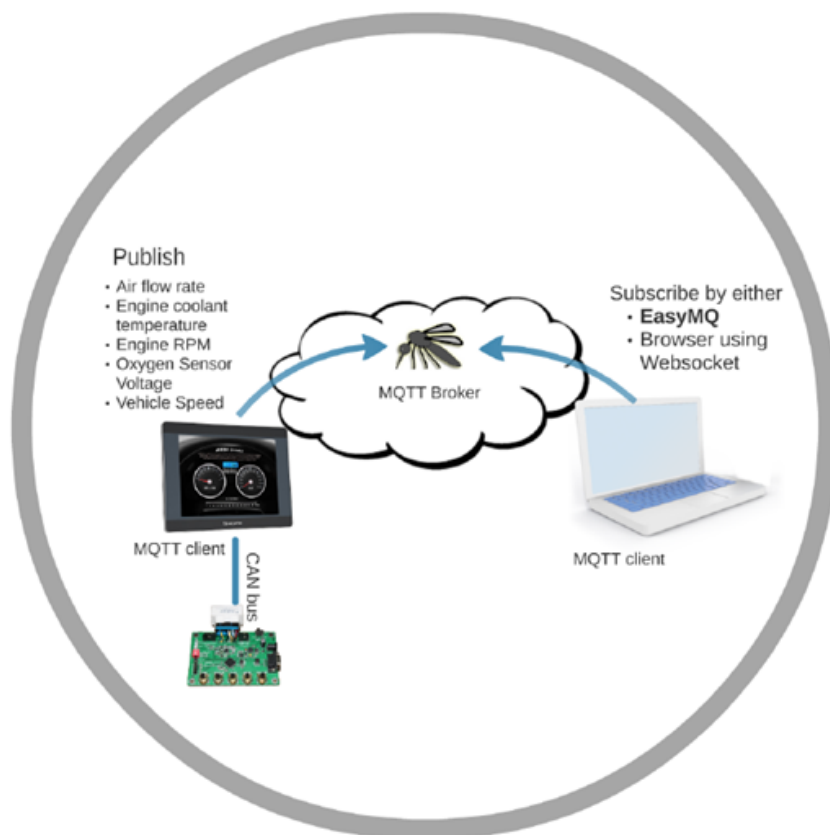 Publish
• Air flow rate
• Engine coolant
temperature
• Engine RPM
• Oxygen Sensor
Voltage
• Vehicle Speed
MQTT Broker
Subscribe by either
• EasyMQ
• Browser using
Websocket
MQTT client
CAN bus
MQTT client